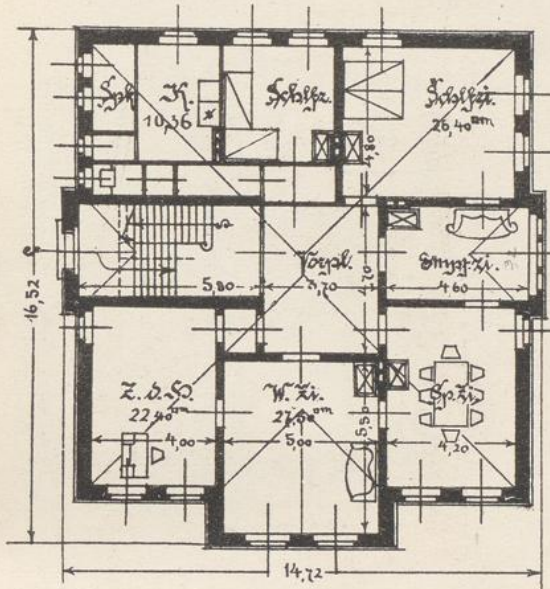 Spk.
K.
10,36
Schlfz.
Schlfzi.
26,40 qm
4,80
5,80
Vorpl.
3,70
4,70
Empf. Zi.
4,60
16,52
Z. d. H.
22,40 qm
4,00
W. Zi.
27,50 qm
5,00
5,50
Sp. Zi.
4,20
14,72